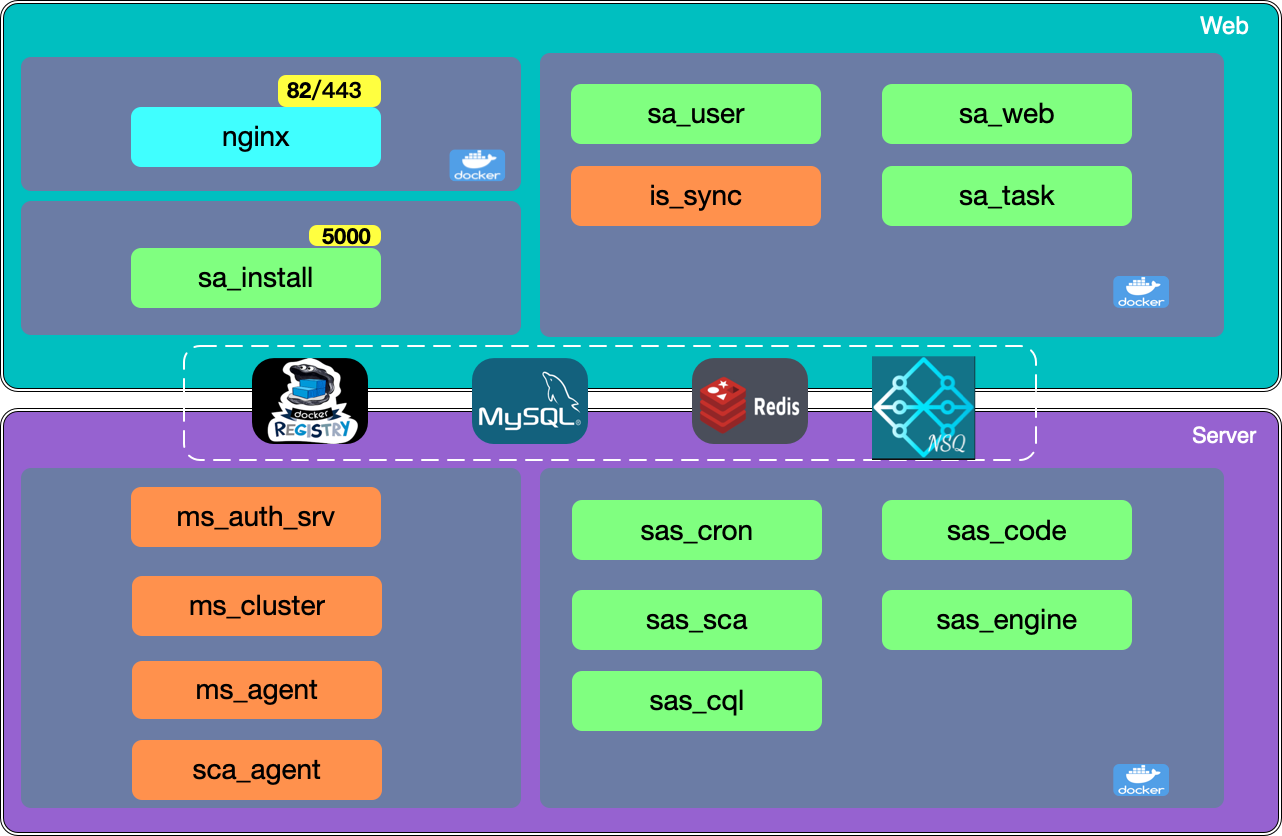 Web
82/443
nginx
docker
5000
sa_install
sa_user
sa_web
is_sync
sa_task
docker
docker
REGISTRY
MySQL®
Redis
NSQ
Server
ms_auth_srv
ms_cluster
ms_agent
sca_agent
sas_cron
sas_code
sas_sca
sas_engine
sas_cql
docker